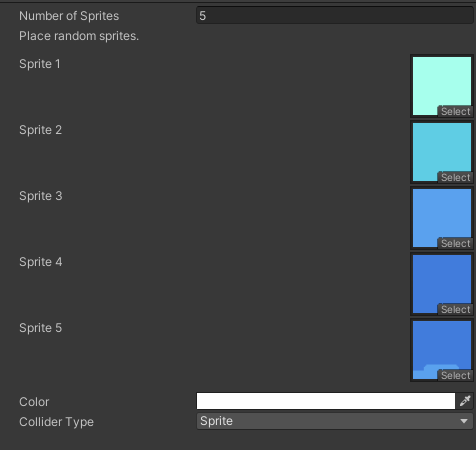 Number of Sprites 5
Place random sprites.
Sprite 1
Select
Sprite 2
Select
Sprite 3
Select
Sprite 4
Select
Sprite 5
Select
Color
Collider Type Sprite